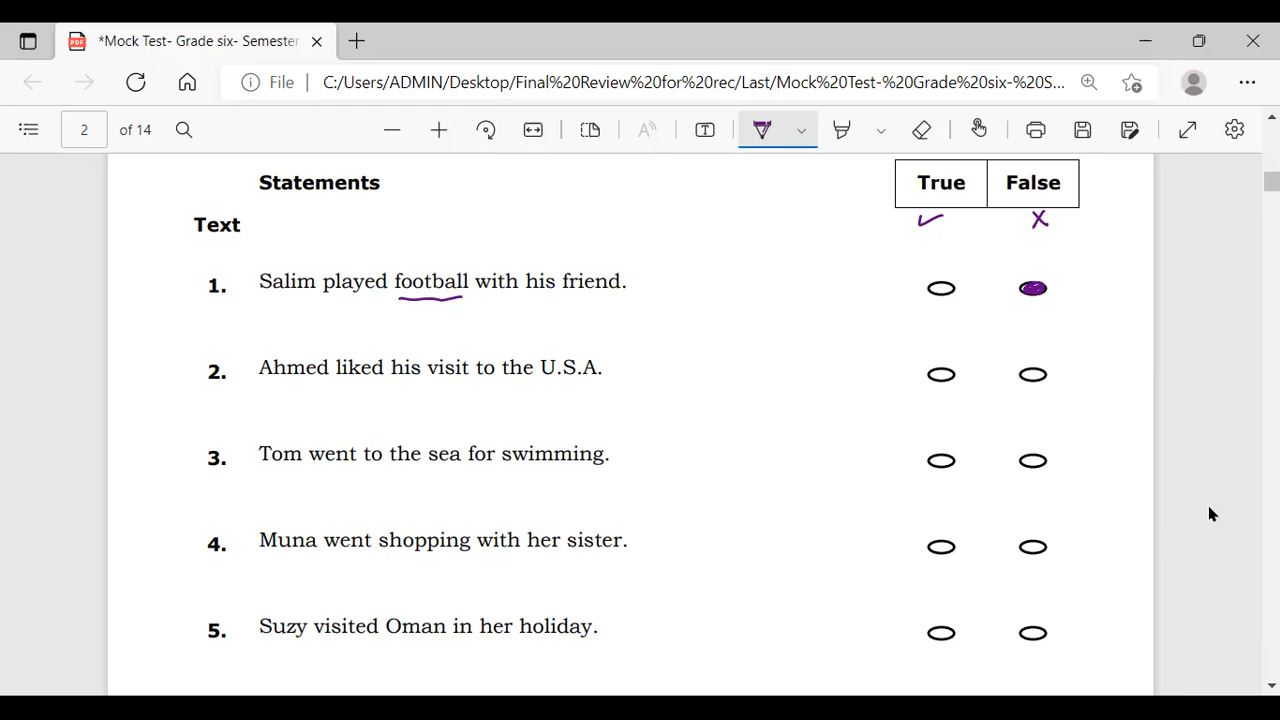 *Mock Test- Grade six- Semester
File
C:/Users/ADMIN/Desktop/Final%20Review%20for%20rec/Last/Mock%20Test-%20Grade%20six-%20S...
2 of 14
Statements True False
Text
1. Salim played football with his friend.
2. Ahmed liked his visit to the U.S.A.
3. Tom went to the sea for swimming.
4. Muna went shopping with her sister.
5. Suzy visited Oman in her holiday.